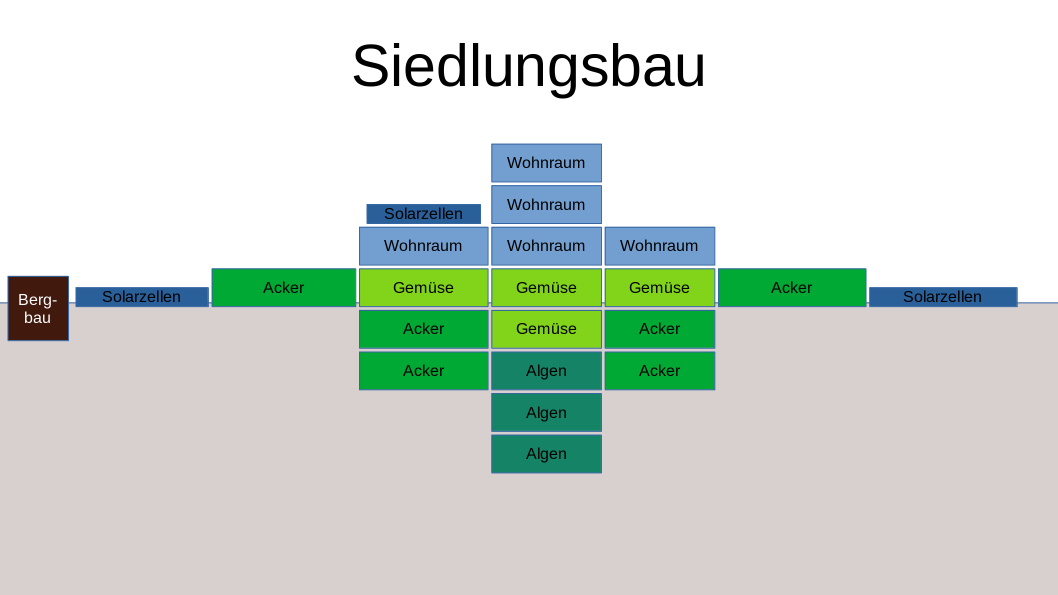 Siedlungsbau
Wohnraum
Wohnraum
Solarzellen
Wohnraum
Wohnraum
Wohnraum
Acker
Gemüse
Gemüse
Gemüse
Acker
Berg-
bau
Solarzellen
Solarzellen
Acker
Gemüse
Acker
Acker
Algen
Acker
Algen
Algen